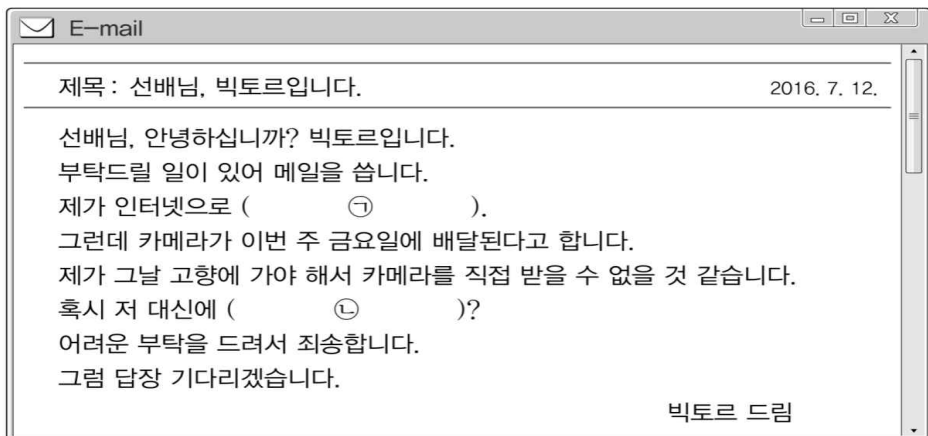 E-mail
제목: 선배님, 빅토르입니다. 2016. 7. 12.
선배님, 안녕하십니까? 빅토르입니다.
부탁드릴 일이 있어 메일을 씁니다.
제가 인터넷으로 ( ㉠ ).
그런데 카메라가 이번 주 금요일에 배달된다고 합니다.
제가 그날 고향에 가야 해서 카메라를 직접 받을 수 없을 것 같습니다.
혹시 저 대신에 ( ㉡ )?
어려운 부탁을 드려서 죄송합니다.
그럼 답장 기다리겠습니다.
빅토르 드림